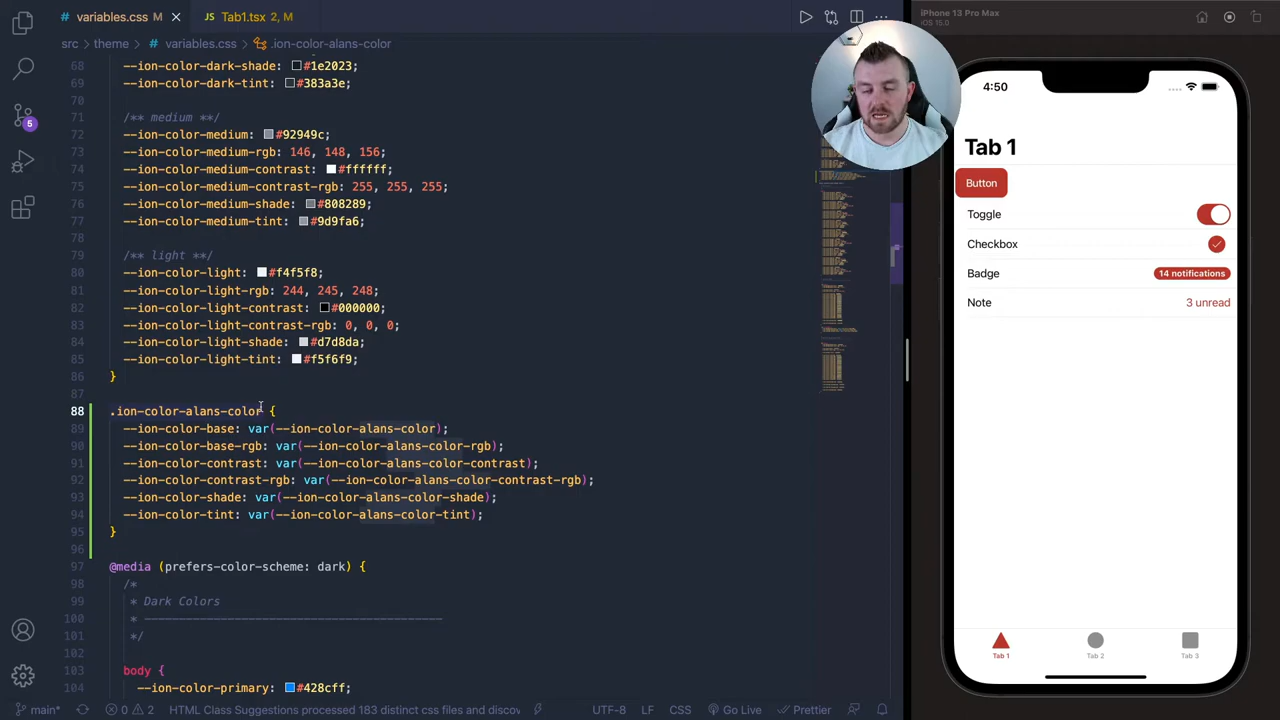 variables.css M
Tab1.tsx 2, M
src > theme > variables.css > .ion-color-alans-color
68 --ion-color-dark-shade: #1e2023;
69 --ion-color-dark-tint: #383a3e;
70
71 /** medium **/
72 --ion-color-medium: #92949c;
73 --ion-color-medium-rgb: 146, 148, 156;
74 --ion-color-medium-contrast: #ffffff;
75 --ion-color-medium-contrast-rgb: 255, 255, 255;
76 --ion-color-medium-shade: #808289;
77 --ion-color-medium-tint: #9d9fa6;
78
79 /** light **/
80 --ion-color-light: #f4f5f8;
81 --ion-color-light-rgb: 244, 245, 248;
82 --ion-color-light-contrast: #000000;
83 --ion-color-light-contrast-rgb: 0, 0, 0;
84 --ion-color-light-shade: #d7d8da;
85 --ion-color-light-tint: #f5f6f9;
86 }
87
88 .ion-color-alans-color {
89 --ion-color-base: var(--ion-color-alans-color);
90 --ion-color-base-rgb: var(--ion-color-alans-color-rgb);
91 --ion-color-contrast: var(--ion-color-alans-color-contrast);
92 --ion-color-contrast-rgb: var(--ion-color-alans-color-contrast-rgb);
93 --ion-color-shade: var(--ion-color-alans-color-shade);
94 --ion-color-tint: var(--ion-color-alans-color-tint);
95 }
96
97 @media (prefers-color-scheme: dark) {
98 /*
99 * Dark Colors
100 * -------------------------------------------
101 */
102
103 body {
104 --ion-color-primary: #428cff;
5
main*
0 2
HTML Class Suggestions processed 183 distinct css files and discov
UTF-8
LF
CSS
Go Live
Prettier
iPhone 13 Pro Max
iOS 15.0
4:50
Tab 1
Button
Toggle
Checkbox
Badge 14 notifications
Note 3 unread
Tab 1
Tab 2
Tab 3